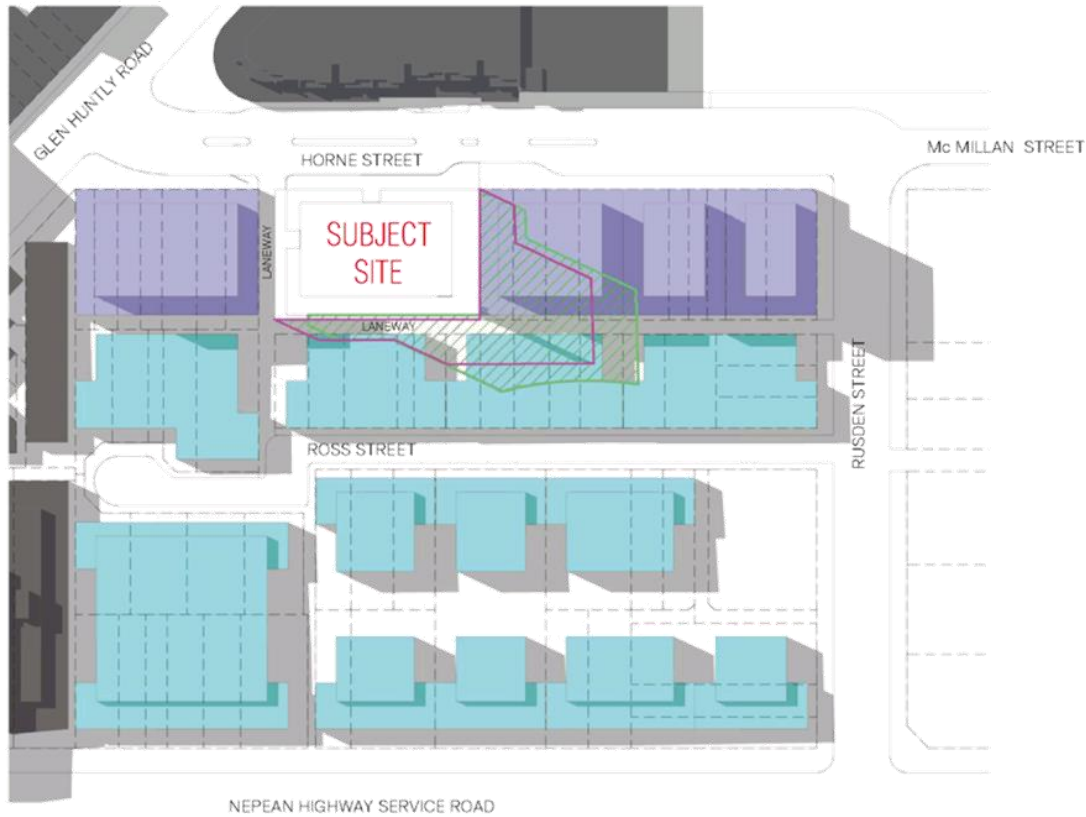 GLEN HUNTLY ROAD
HORNE STREET
Mc MILLAN STREET
LANEWAY
SUBJECT
SITE
LANEWAY
ROSS STREET
RUSDEN STREET
NEPEAN HIGHWAY SERVICE ROAD